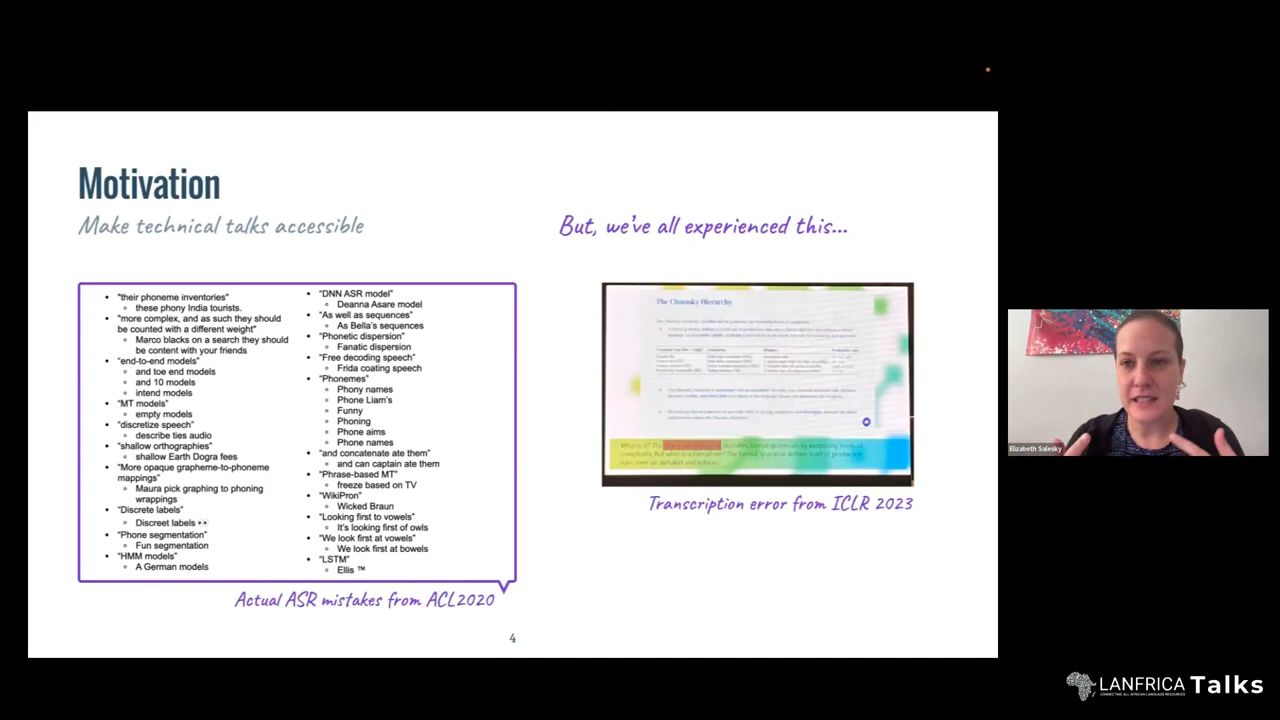 Motivation
Make technical talks accessible
But, we've all experienced this...
• "their phoneme inventories"
◦ these phony India tourists.
• "more complex, and as such they should
be counted with a different weight"
◦ Marco blacks on a search they should
be content with your friends
• "end-to-end models"
◦ and toe end models
◦ and 10 models
◦ intend models
• "MT models"
◦ empty models
• "discretize speech"
◦ describe ties audio
• "shallow orthographies"
◦ shallow Earth Dogra fees
• "More opaque grapheme-to-phoneme
mappings"
◦ Maura pick graphing to phoning
wrappings
• "Discrete labels"
◦ Discreet labels 👀
• "Phone segmentation"
◦ Fun segmentation
• "HMM models"
◦ A German models
• "DNN ASR model"
◦ Deanna Asare model
• "As well as sequences"
◦ As Bella's sequences
• "Phonetic dispersion"
◦ Fanatic dispersion
• "Free decoding speech"
◦ Frida coating speech
• "Phonemes"
◦ Phony names
◦ Phone Liam's
◦ Funny
◦ Phoning
◦ Phone aims
◦ Phone names
• "and concatenate ate them"
◦ and can captain ate them
• "Phrase-based MT"
◦ freeze based on TV
• "WikiPron"
◦ Wicked Braun
• "Looking first to vowels"
◦ It's looking first of owls
• "We look first at vowels"
◦ We look first at bowels
• "LSTM"
◦ Ellis ™
Actual ASR mistakes from ACL2020
The Chomsky Hierarchy
Transcription error from ICLR 2023
4
Elizabeth Salesky
LANFRICA Talks
CONNECTING ALL AFRICAN LANGUAGE RESOURCES